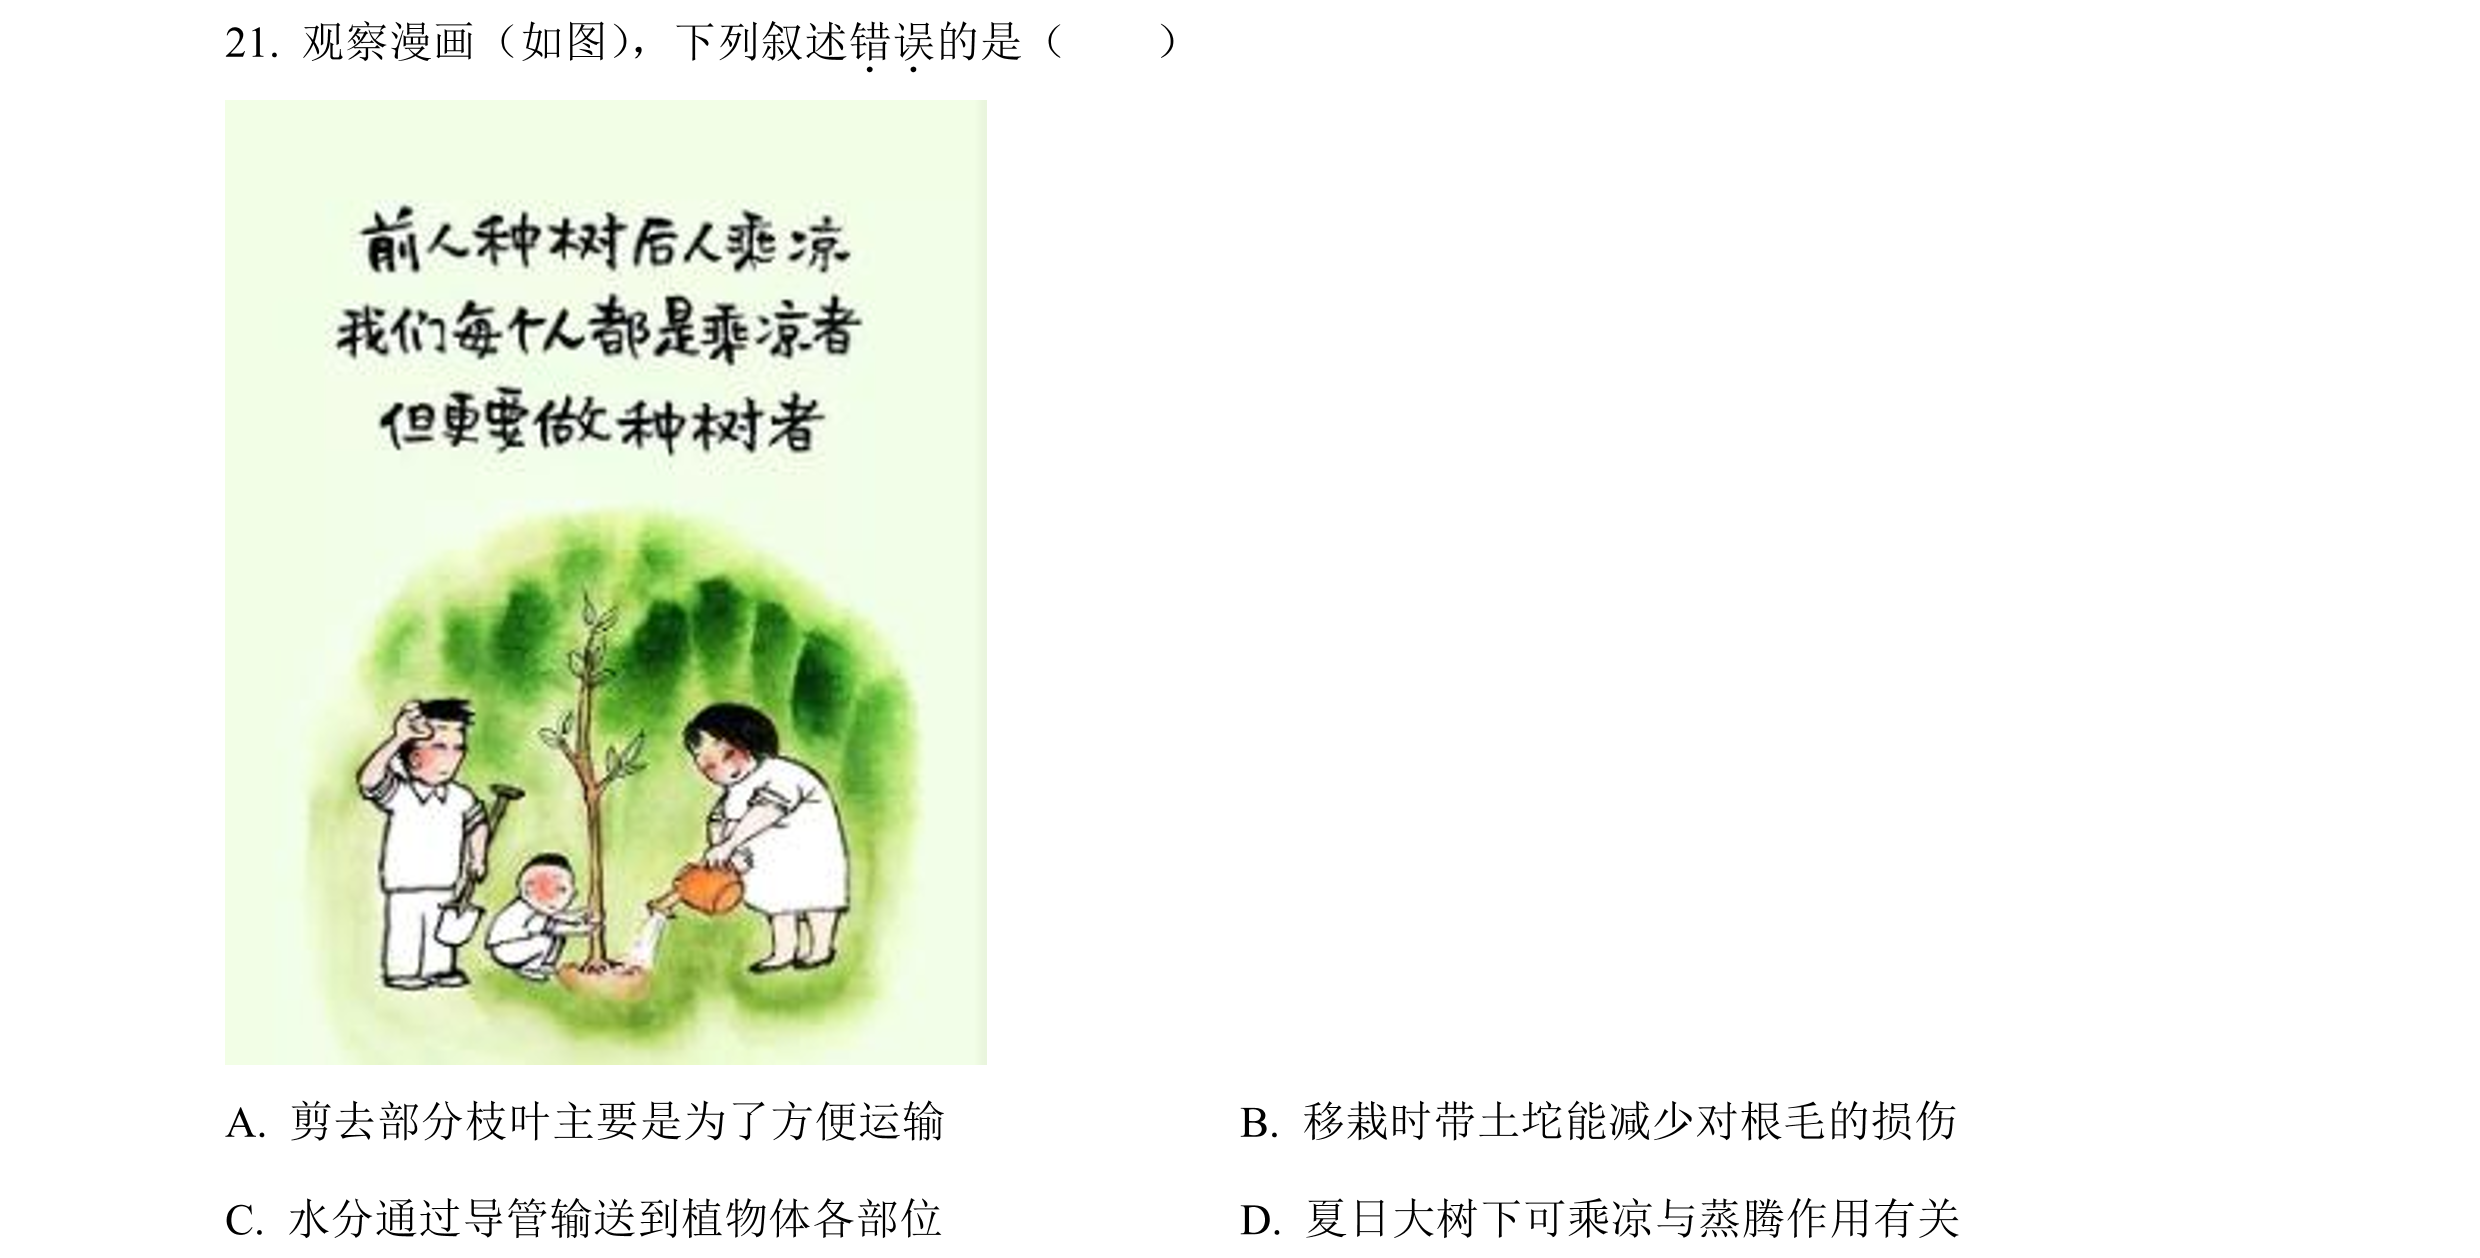 21. 观察漫画（如图），下列叙述错误的是（　　）
前人种树后人乘凉
我们每个人都是乘凉者
但更要做种树者
A. 剪去部分枝叶主要是为了方便运输
B. 移栽时带土坨能减少对根毛的损伤
C. 水分通过导管输送到植物体各部位
D. 夏日大树下可乘凉与蒸腾作用有关